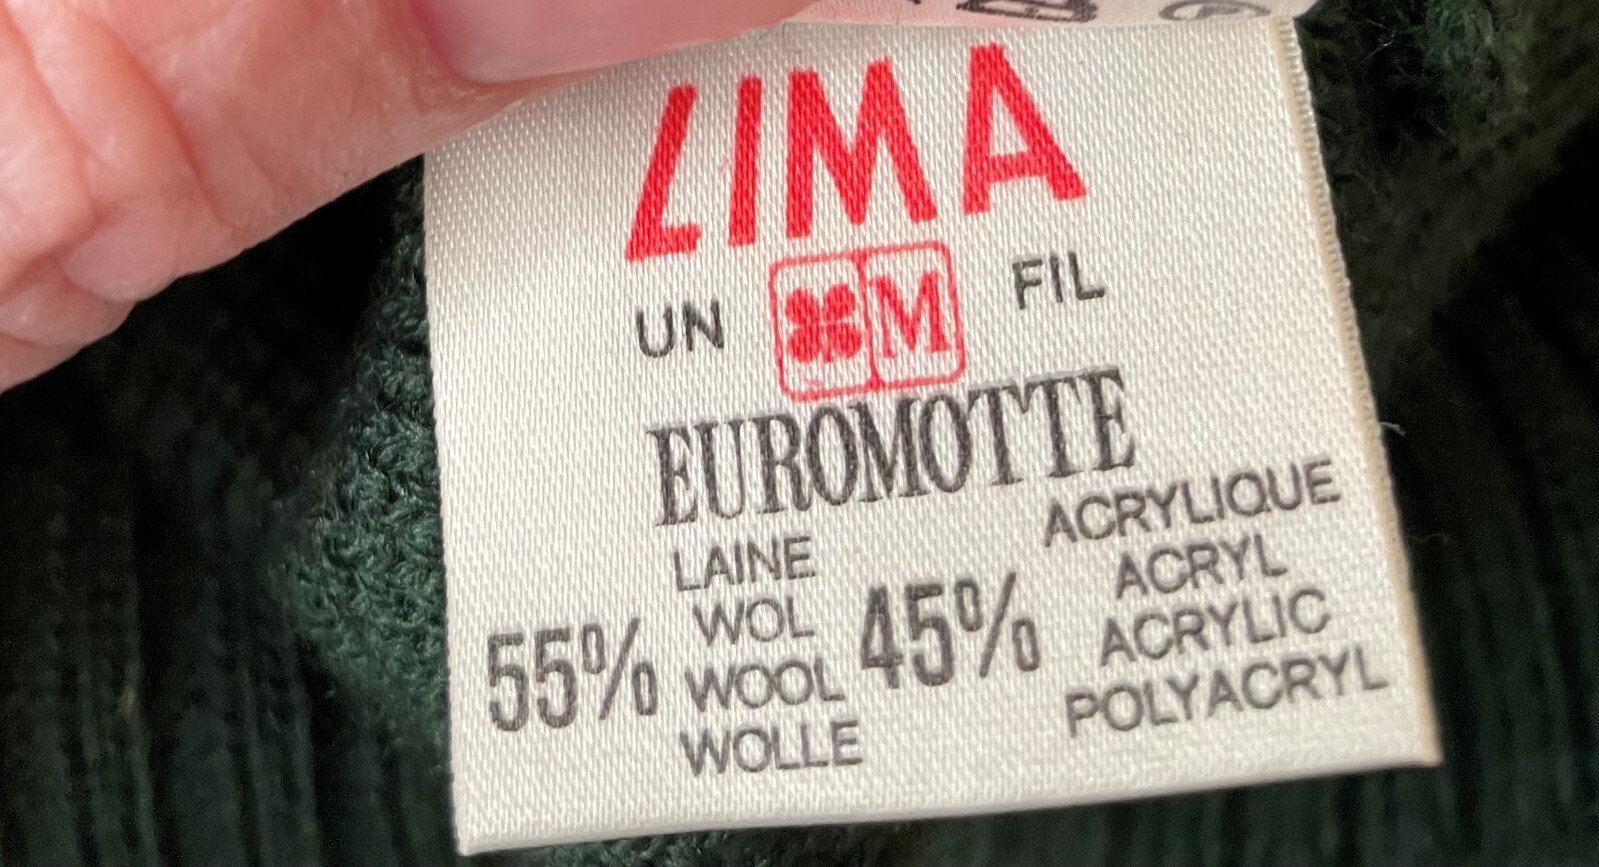 LIMA
UN M FIL
EUROMOTTE
55% LAINE WOL WOOL WOLLE
45% ACRYLIQUE ACRYL ACRYLIC POLYACRYL